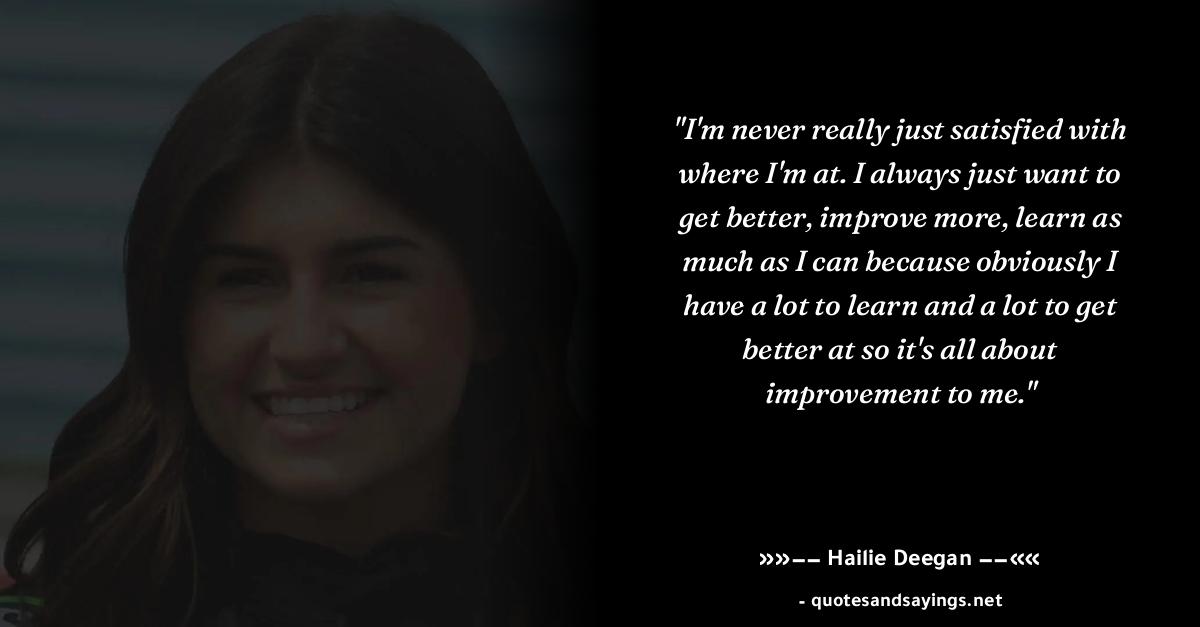 "I'm never really just satisfied with
where I'm at. I always just want to
get better, improve more, learn as
much as I can because obviously I
have a lot to learn and a lot to get
better at so it's all about
improvement to me."
»»–– Hailie Deegan ––««
- quotesandsayings.net